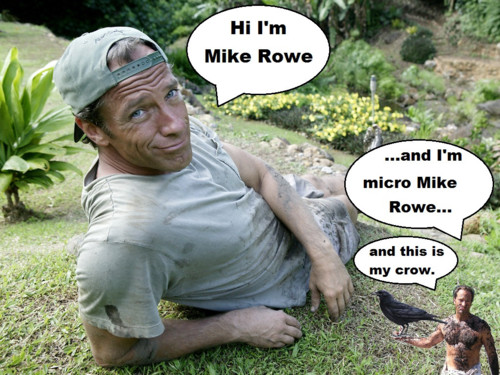 Hi I'm
Mike Rowe
...and I'm
micro Mike
Rowe...
and this is
my crow.